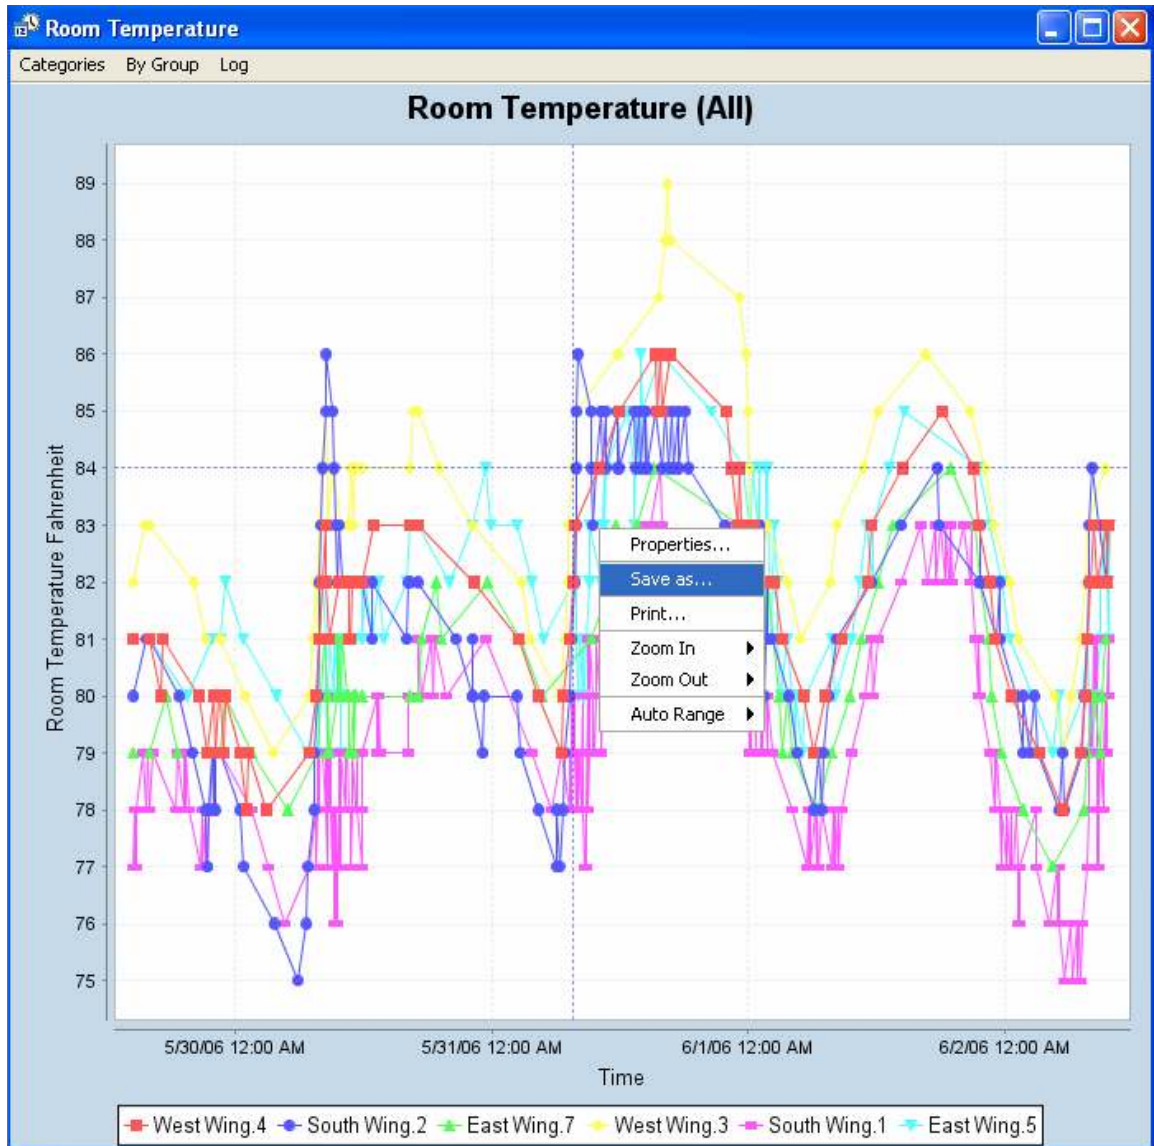 Room Temperature
Categories By Group Log
Room Temperature (All)
89
88
87
86
85
84
83
82
81
80
79
78
77
76
75
Room Temperature Fahrenheit
Properties...
Save as...
Print...
Zoom In
Zoom Out
Auto Range
5/30/06 12:00 AM 5/31/06 12:00 AM 6/1/06 12:00 AM 6/2/06 12:00 AM
Time
West Wing.4 South Wing.2 East Wing.7 West Wing.3 South Wing.1 East Wing.5